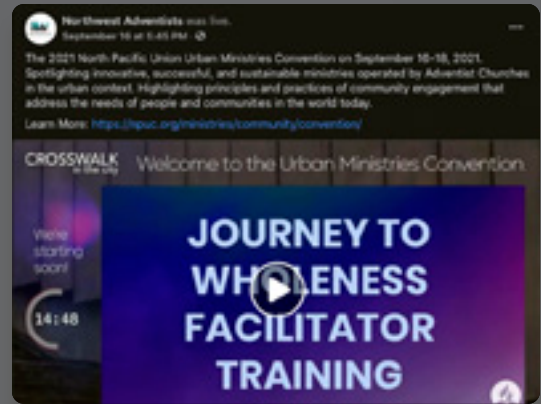 Northwest Adventists was live.
September 16 at 5:45 PM
The 2021 North Pacific Union Urban Ministries Convention on September 16-18, 2021.
Spotlighting innovative, successful, and sustainable ministries operated by Adventist Churches
in the urban context. Highlighting principles and practices of community engagement that
address the needs of people and communities in the world today.
Learn More: https://npuc.org/ministries/community/convention/
CROSSWALK
in the city
Welcome to the Urban Ministries Convention
We're
starting
soon!
14:48
JOURNEY TO
WHOLENESS
FACILITATOR
TRAINING